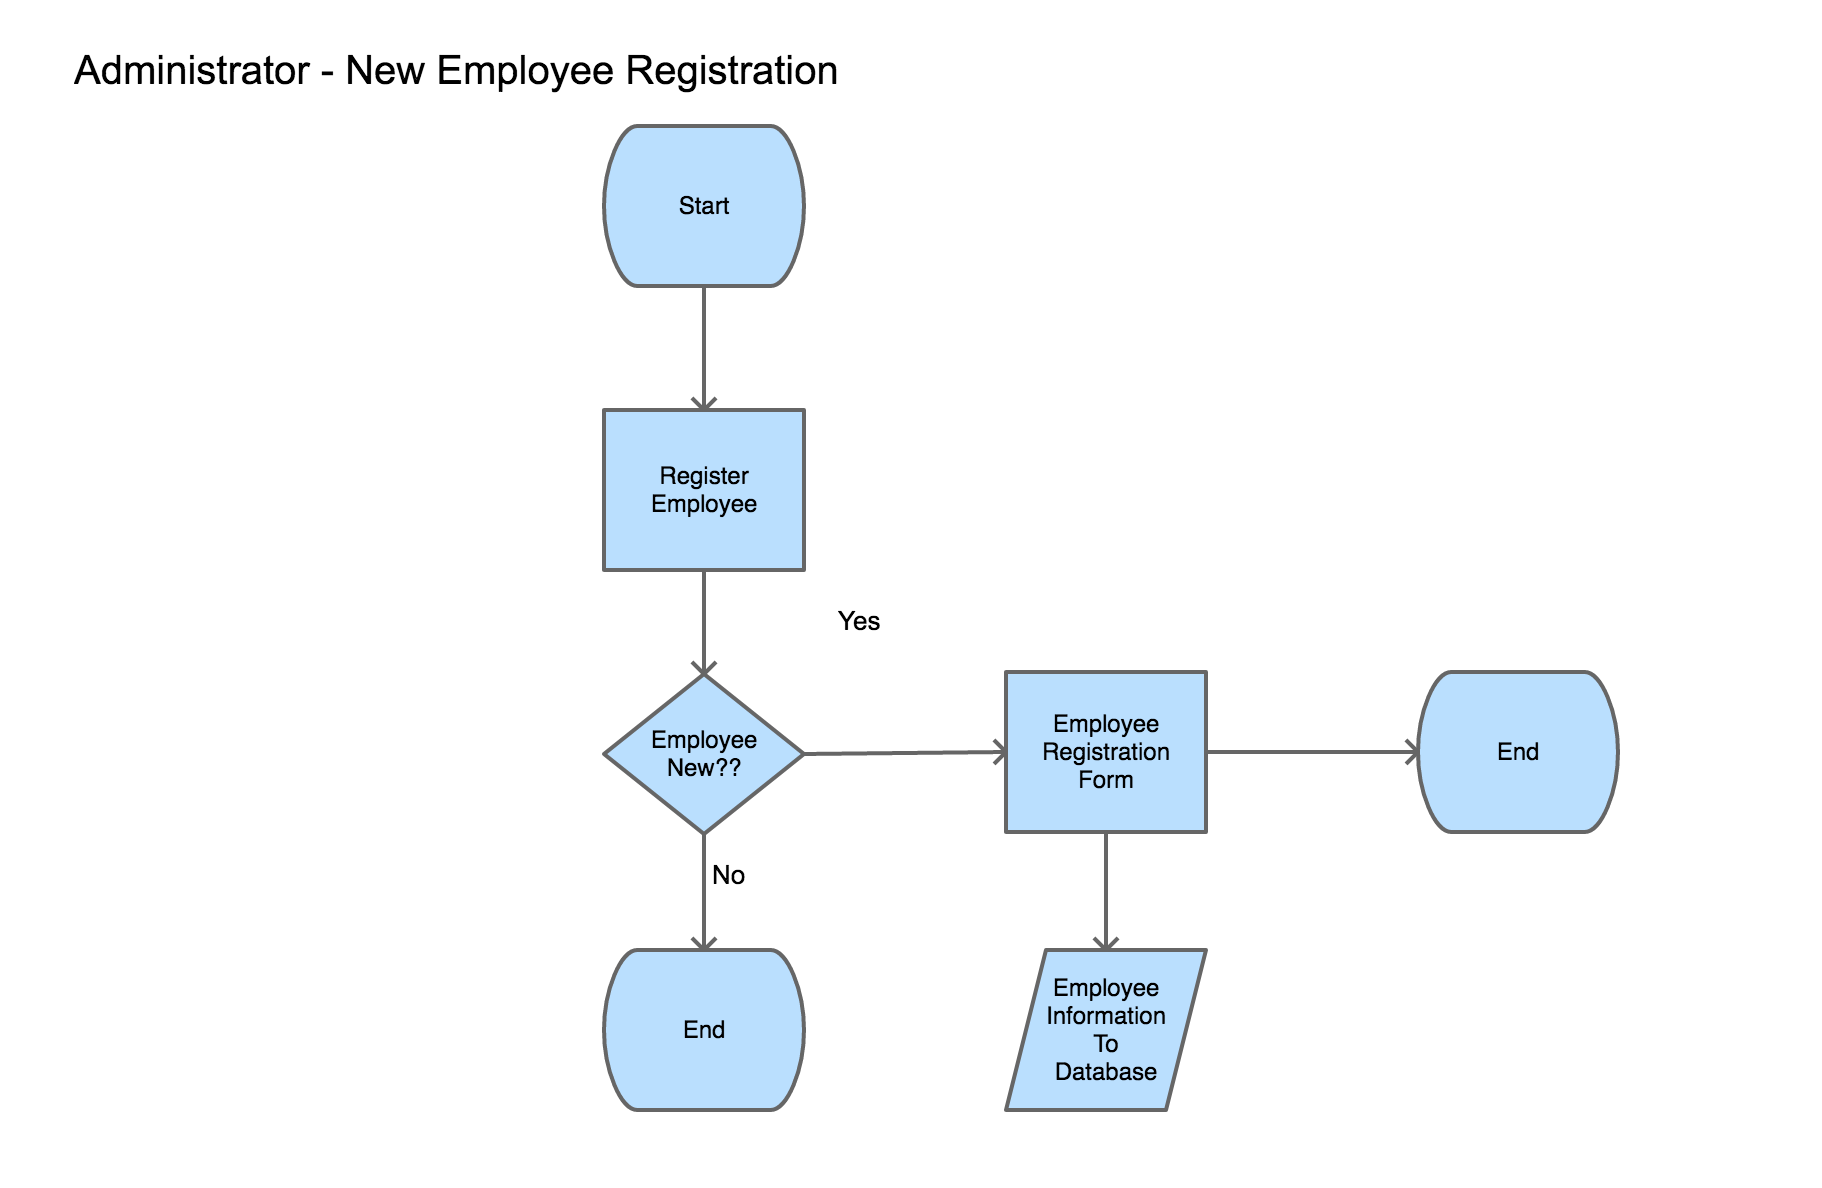 Administrator - New Employee Registration
Start
Register
Employee
Yes
Employee
New??
Employee
Registration
Form
End
No
End
Employee
Information
To
Database